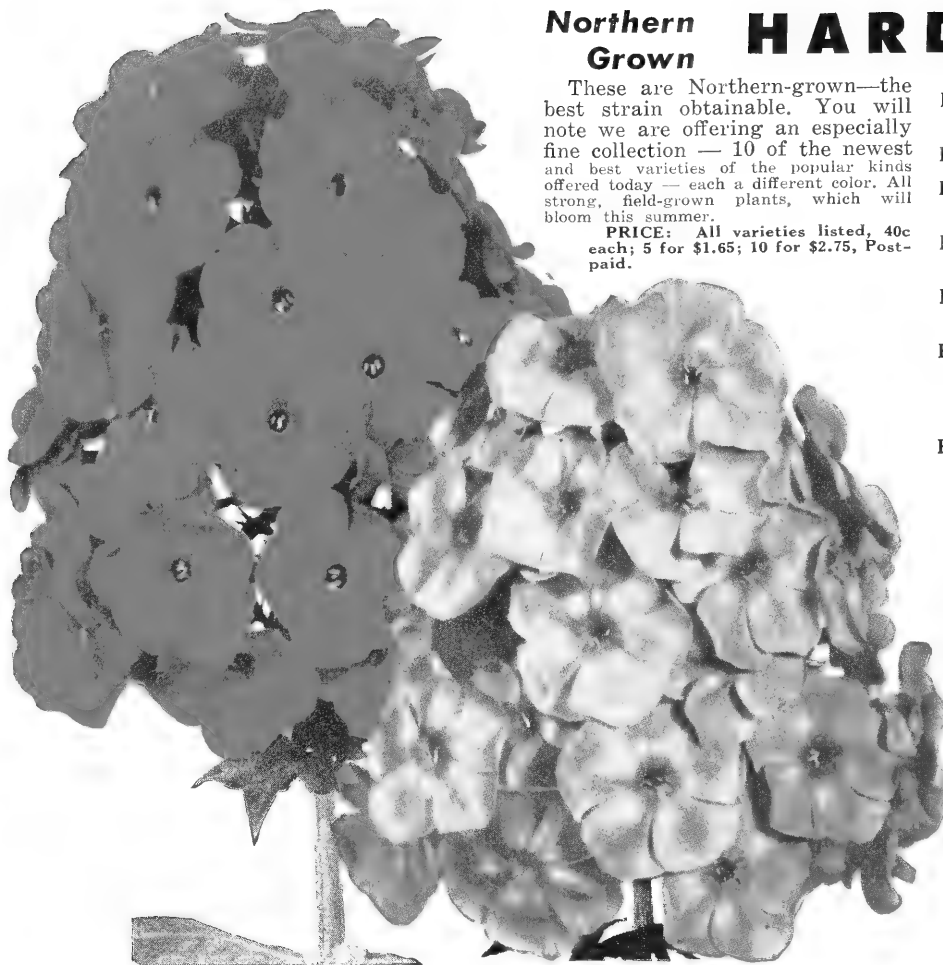 Northern
Grown
HARD
These are Northern-grown—the
best strain obtainable. You will
note we are offering an especially
fine collection — 10 of the newest
and best varieties of the popular kinds
offered today — each a different color. All
strong, field-grown plants, which will
bloom this summer.
PRICE: All varieties listed, 40c
each; 5 for $1.65; 10 for $2.75, Post-
paid.